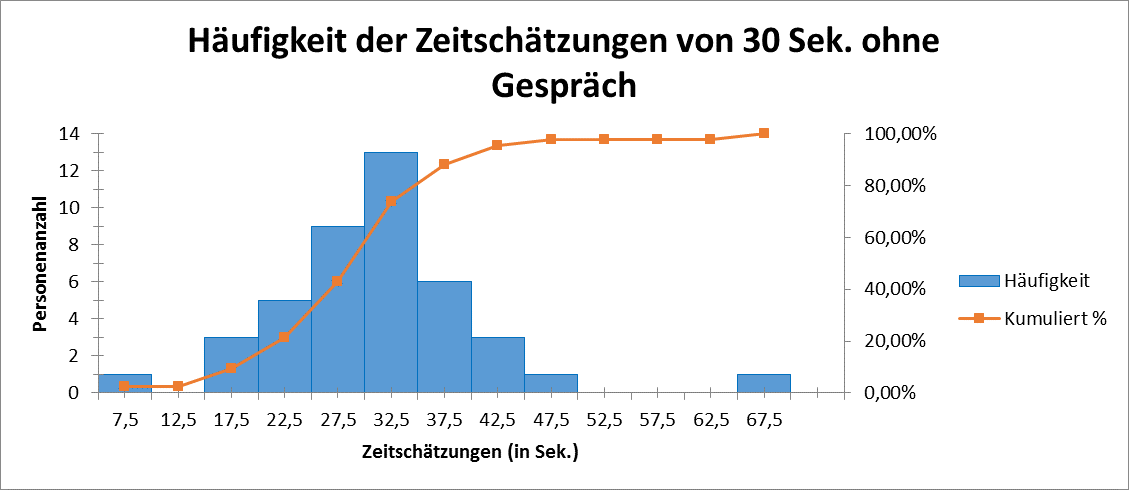 Häufigkeit der Zeitschätzungen von 30 Sek. ohne
Gespräch
Personenanzahl
14
12
10
8
6
4
2
0
100,00%
80,00%
60,00%
40,00%
20,00%
0,00%
7,5 12,5 17,5 22,5 27,5 32,5 37,5 42,5 47,5 52,5 57,5 62,5 67,5
Zeitschätzungen (in Sek.)
Häufigkeit
Kumuliert %